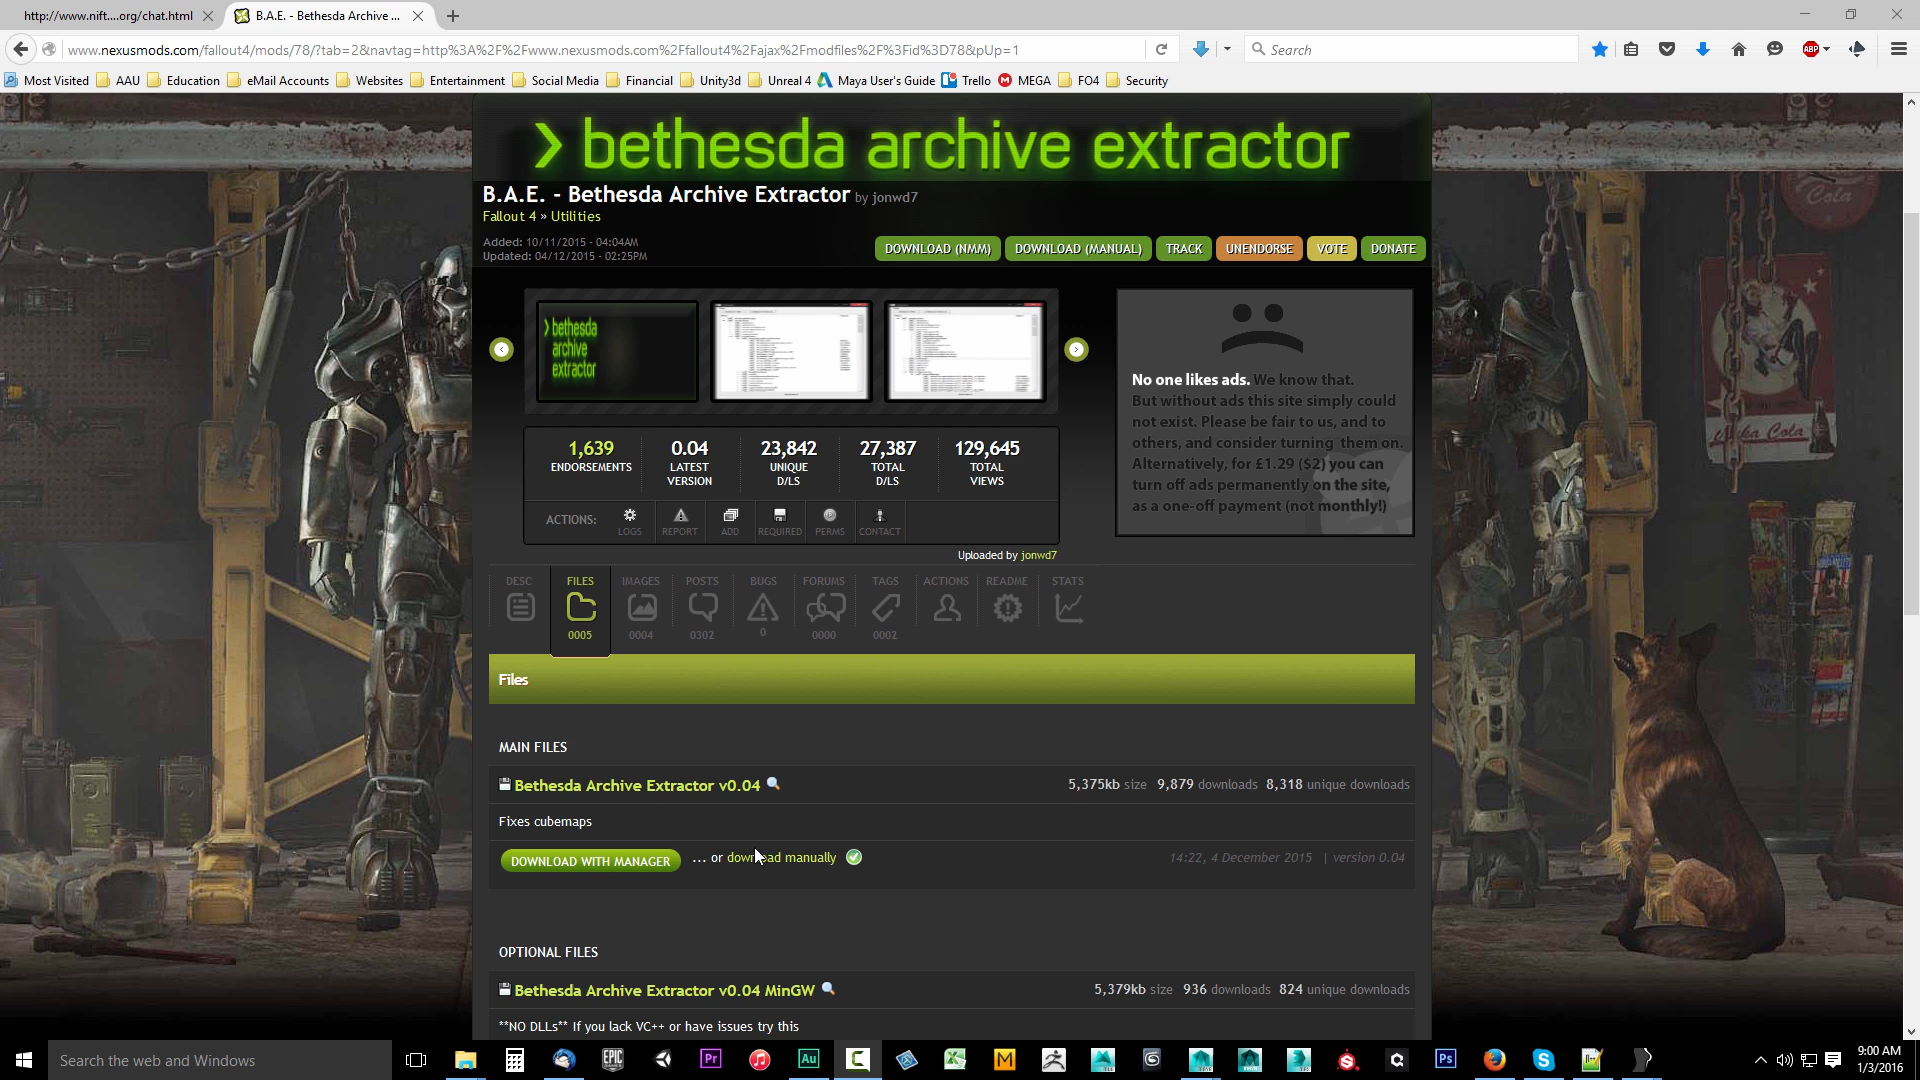 http://www.nift....org/chat.html
B.A.E. - Bethesda Archive ...
www.nexusmods.com/fallout4/mods/78/?tab=2&navtag=http%3A%2F%2Fwww.nexusmods.com%2Ffallout4%2Fajax%2Fmodfiles%2F%3Fid%3D78&pUp=1
Search
ABP
Most Visited AAU Education eMail Accounts Websites Entertainment Social Media Financial Unity3d Unreal 4 Maya User's Guide Trello MEGA FO4 Security
> bethesda archive extractor
B.A.E. - Bethesda Archive Extractor by jonwd7
Fallout 4 » Utilities
Added: 10/11/2015 - 04:04AM
Updated: 04/12/2015 - 02:25PM
DOWNLOAD (NMM) DOWNLOAD (MANUAL) TRACK UNENDORSE VOTE DONATE
> bethesda
archive
extractor
No one likes ads. We know that.
But without ads this site simply could
not exist. Please be fair to us, and to
others, and consider turning them on.
Alternatively, for £1.29 ($2) you can
turn off ads permanently on the site,
as a one-off payment (not monthly!)
1,639 0.04 23,842 27,387 129,645
ENDORSEMENTS LATEST VERSION UNIQUE D/LS TOTAL D/LS TOTAL VIEWS
ACTIONS: LOGS REPORT ADD REQUIRED PERMS CONTACT
Uploaded by jonwd7
DESC FILES IMAGES POSTS BUGS FORUMS TAGS ACTIONS README STATS
0005 0004 0302 0 0000 0002
Files
MAIN FILES
Bethesda Archive Extractor v0.04 5,375kb size 9,879 downloads 8,318 unique downloads
Fixes cubemaps
DOWNLOAD WITH MANAGER ... or download manually 14:22, 4 December 2015 | version 0.04
OPTIONAL FILES
Bethesda Archive Extractor v0.04 MinGW 5,379kb size 936 downloads 824 unique downloads
**NO DLLs** If you lack VC++ or have issues try this
Cola
Cola
Search the web and Windows
EPIC
Pr
Au
Ps
9:00 AM
1/3/2016